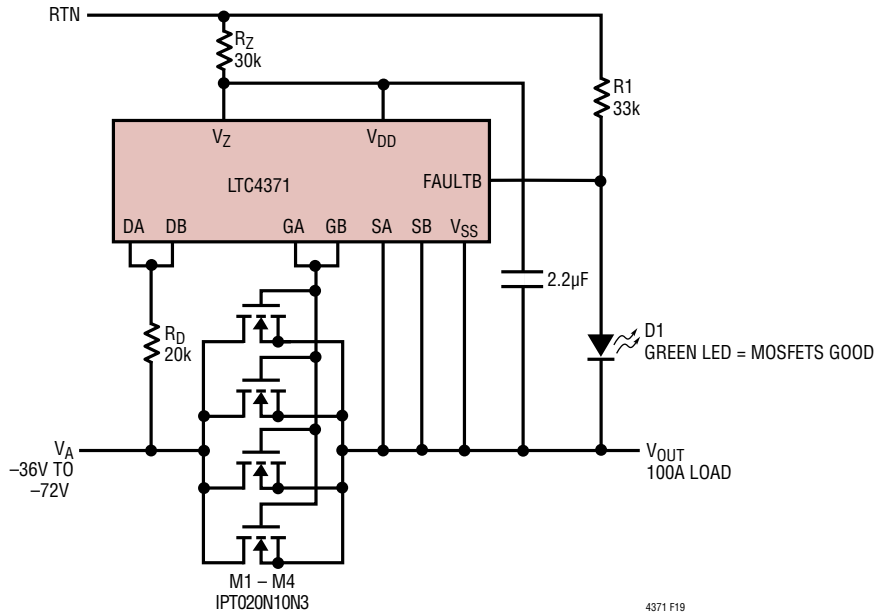 RTN
RZ
30k
R1
33k
VZ
VDD
LTC4371
FAULTB
DA
DB
GA
GB
SA
SB
VSS
2.2µF
RD
20k
D1
GREEN LED = MOSFETS GOOD
VA
–36V TO
–72V
VOUT
100A LOAD
M1 – M4
IPT020N10N3
4371 F19